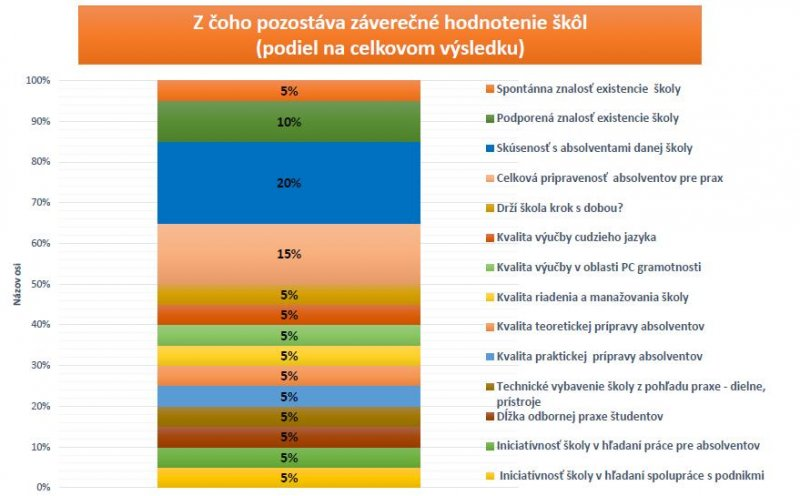 Z čoho pozostáva záverečné hodnotenie škôl
(podiel na celkovom výsledku)
100%
90%
80%
70%
60%
50%
40%
30%
20%
10%
0%
Názov osi
5%
10%
20%
15%
5%
5%
5%
5%
5%
5%
5%
5%
5%
5%
Spontánna znalosť existencie školy
Podporená znalosť existencie školy
Skúsenosť s absolventami danej školy
Celková pripravenosť absolventov pre prax
Drží škola krok s dobou?
Kvalita výučby cudzieho jazyka
Kvalita výučby v oblasti PC gramotnosti
Kvalita riadenia a manažovania školy
Kvalita teoretickej prípravy absolventov
Kvalita praktickej prípravy absolventov
Technické vybavenie školy z pohľadu praxe - dielne,
prístroje
Dĺžka odbornej praxe študentov
Iniciatívnosť školy v hľadaní práce pre absolventov
Iniciatívnosť školy v hľadaní spolupráce s podnikmi